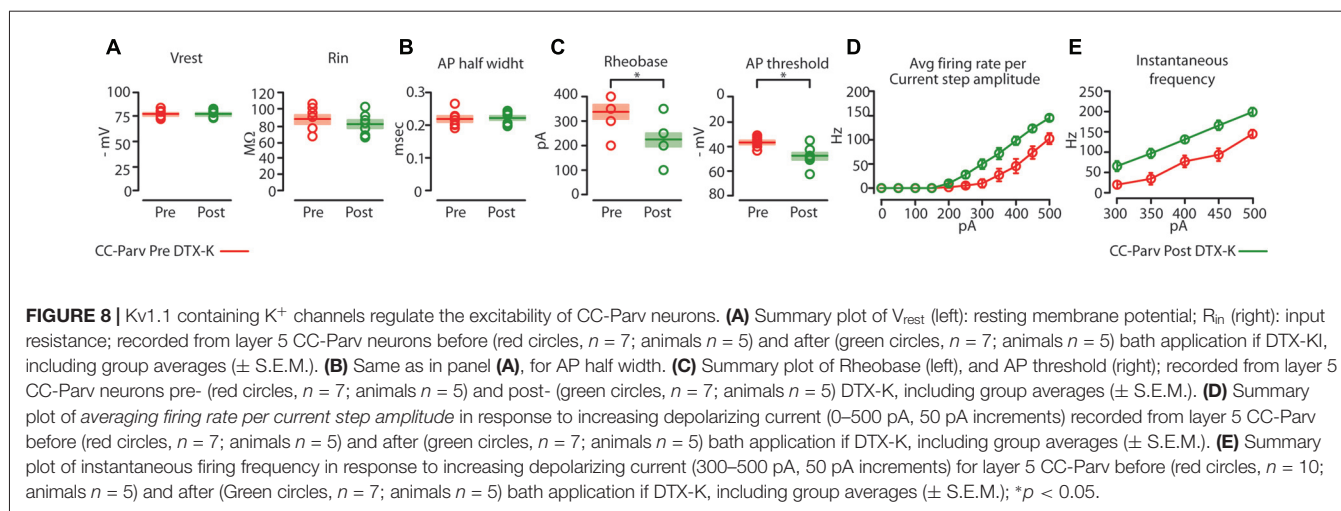 A
B
C
D
E
Vrest
Rin
AP half widht
Rheobase
AP threshold
Avg firing rate per
Current step amplitude
Instantaneous
frequency
*
*
- mV
100
75
50
25
0
Pre Post
MΩ
120
100
80
60
40
20
0
Pre Post
msec
0.3
0.2
0.1
0
Pre Post
pA
400
300
200
100
0
Pre Post
- mV
0
20
40
60
80
Pre Post
Hz
200
150
100
50
0
0 100 200 300 400 500
pA
Hz
250
200
150
100
50
0
300 350 400 450 500
pA
CC-Parv Pre DTX-K
CC-Parv Post DTX-K
FIGURE 8 | Kv1.1 containing K+ channels regulate the excitability of CC-Parv neurons. (A) Summary plot of Vrest (left): resting membrane potential; Rin (right): input
resistance; recorded from layer 5 CC-Parv neurons before (red circles, n = 7; animals n = 5) and after (green circles, n = 7; animals n = 5) bath application if DTX-KI,
including group averages (± S.E.M.). (B) Same as in panel (A), for AP half width. (C) Summary plot of Rheobase (left), and AP threshold (right); recorded from layer 5
CC-Parv neurons pre- (red circles, n = 7; animals n = 5) and post- (green circles, n = 7; animals n = 5) DTX-K, including group averages (± S.E.M.). (D) Summary
plot of averaging firing rate per current step amplitude in response to increasing depolarizing current (0–500 pA, 50 pA increments) recorded from layer 5 CC-Parv
before (red circles, n = 7; animals n = 5) and after (green circles, n = 7; animals n = 5) bath application if DTX-K, including group averages (± S.E.M.). (E) Summary
plot of instantaneous firing frequency in response to increasing depolarizing current (300–500 pA, 50 pA increments) for layer 5 CC-Parv before (red circles, n = 10;
animals n = 5) and after (Green circles, n = 7; animals n = 5) bath application if DTX-K, including group averages (± S.E.M.); *p < 0.05.